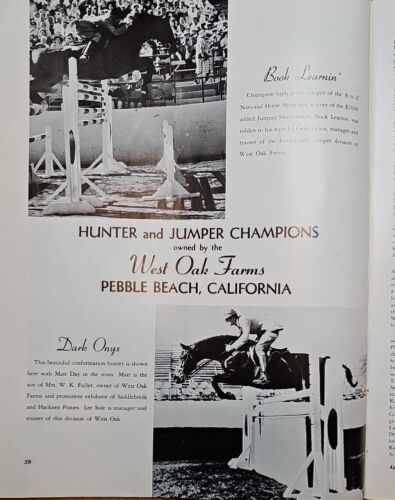 Book Learnin'
Champion high point jumper of the A to Z
National Horse Show and winner of the $2000
added Jumper Sweepstakes, Book Learnin' was
ridden to his wins by Gene Lewis, manager and
trainer of the hunter and jumper division of
West Oak Farms.
HUNTER and JUMPER CHAMPIONS
owned by the
West Oak Farms
PEBBLE BEACH, CALIFORNIA
Dark Onyx
This beautiful conformation hunter is shown
here with Matt Day in the irons. Matt is the
son of Mrs. W. K. Fuller, owner of West Oak
Farms and prominent exhibitor of Saddlebreds
and Hackney Ponies. Lee Sole is manager and
trainer of this division of West Oak.
28